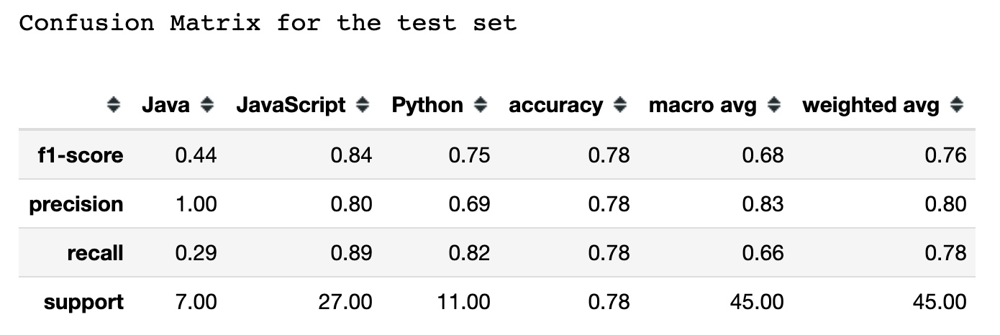 Confusion Matrix for the test set
Java JavaScript Python accuracy macro avg weighted avg
f1-score 0.44 0.84 0.75 0.78 0.68 0.76
precision 1.00 0.80 0.69 0.78 0.83 0.80
recall 0.29 0.89 0.82 0.78 0.66 0.78
support 7.00 27.00 11.00 0.78 45.00 45.00